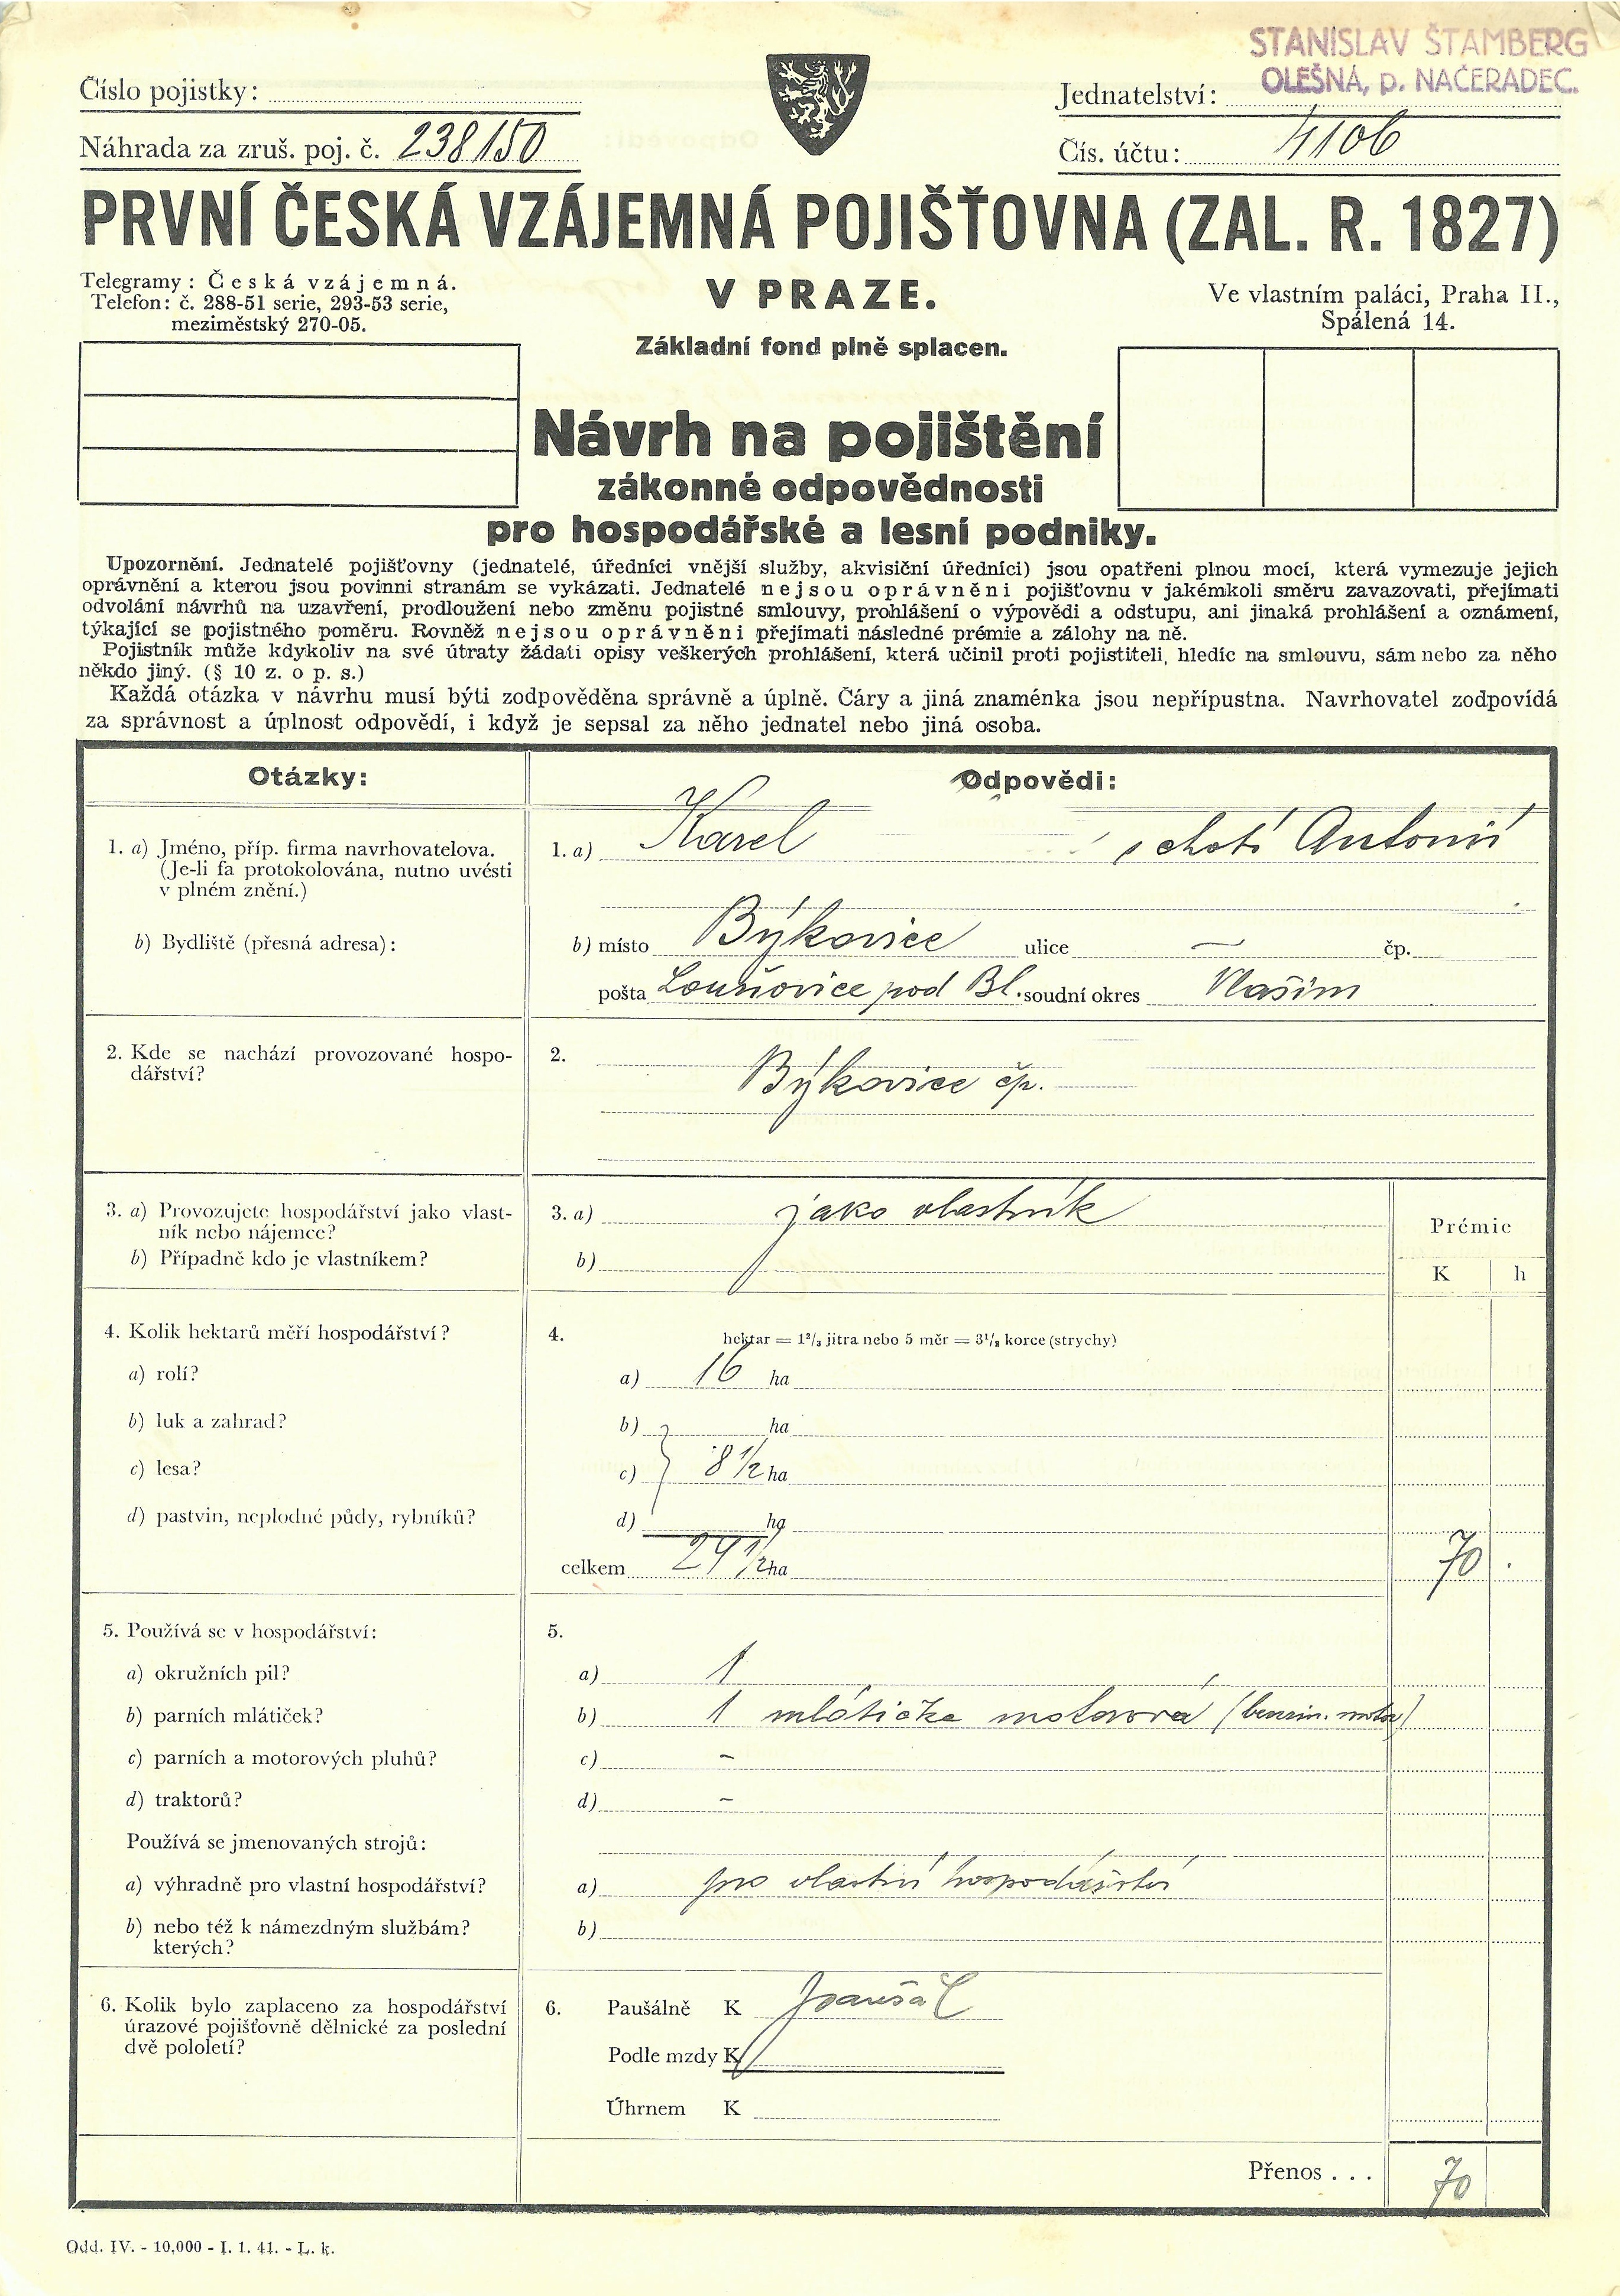 STANISLAV ŠTAMBERG
OLEŠNÁ, p. NAČERADEC.
Číslo pojistky:
Jednatelství:
Náhrada za zruš. poj. č. 238150
Čís. účtu: 4106
PRVNÍ ČESKÁ VZÁJEMNÁ POJIŠŤOVNA (ZAL. R. 1827)
Telegramy: Česká vzájemná.
Telefon: č. 288-51 serie, 293-53 serie,
meziměstský 270-05.
V PRAZE.
Základní fond plně splacen.
Ve vlastním paláci, Praha II.,
Spálená 14.
Návrh na pojištění
zákonné odpovědnosti
pro hospodářské a lesní podniky.
Upozornění. Jednatelé pojišťovny (jednatelé, úředníci vnější služby, akvisiční úředníci) jsou opatřeni plnou mocí, která vymezuje jejich
oprávnění a kterou jsou povinni stranám se vykázati. Jednatelé nejsou oprávněni pojišťovnu v jakémkoli směru zavazovati, přejímati
odvolání návrhů na uzavření, prodloužení nebo změnu pojistné smlouvy, prohlášení o výpovědi a odstupu, ani jinaká prohlášení a oznámení,
týkající se pojistného poměru. Rovněž nejsou oprávněni přejímati následné prémie a zálohy na ně.
Pojistník může kdykoliv na své útraty žádati opisy veškerých prohlášení, která učinil proti pojistiteli, hledíc na smlouvu, sám nebo za něho
někdo jiný. (§ 10 z. o p. s.)
Každá otázka v návrhu musí býti zodpověděna správně a úplně. Čáry a jiná znaménka jsou nepřípustna. Navrhovatel zodpovídá
za správnost a úplnost odpovědí, i když je sepsal za něho jednatel nebo jiná osoba.
Otázky:
Odpovědi:
1. a) Jméno, příp. firma navrhovatelova.
(Je-li fa protokolována, nutno uvésti
v plném znění.)
1. a) Karel choť Antonií
b) Bydliště (přesná adresa):
b) místo Býkovice ulice — čp.
pošta Louňovice pod Bl. soudní okres Vlašim
2. Kde se nachází provozované hospo-
dářství?
2. Býkovice čp.
3. a) Provozujete hospodářství jako vlast-
ník nebo nájemce?
b) Případně kdo je vlastníkem?
3. a) jako vlastník
b)
Prémie
K h
4. Kolik hektarů měří hospodářství?
4. hektar = 1²/₃ jitra nebo 5 měr = 3¹/₂ korce (strychy)
a) rolí?
a) 16 ha
b) luk a zahrad?
b) ha
c) lesa?
c) 8 1/2 ha
d) pastvin, neplodné půdy, rybníků?
d) ha
celkem 24 1/2 ha
70 .
5. Používá se v hospodářství:
5.
a) okružních pil?
a) 1
b) parních mlátiček?
b) 1 mlátička motorová (benzin. motor)
c) parních a motorových pluhů?
c) –
d) traktorů?
d) –
Používá se jmenovaných strojů:
a) výhradně pro vlastní hospodářství?
a) pro vlastní hospodářství
b) nebo též k námezdným službám?
kterých?
b)
6. Kolik bylo zaplaceno za hospodářství
úrazové pojišťovně dělnické za poslední
dvě pololetí?
6. Paušálně K paušál
Podle mzdy K
Úhrnem K
Přenos . . . 70
Odd. IV. - 10,000 - I. 1. 41. - L. k.